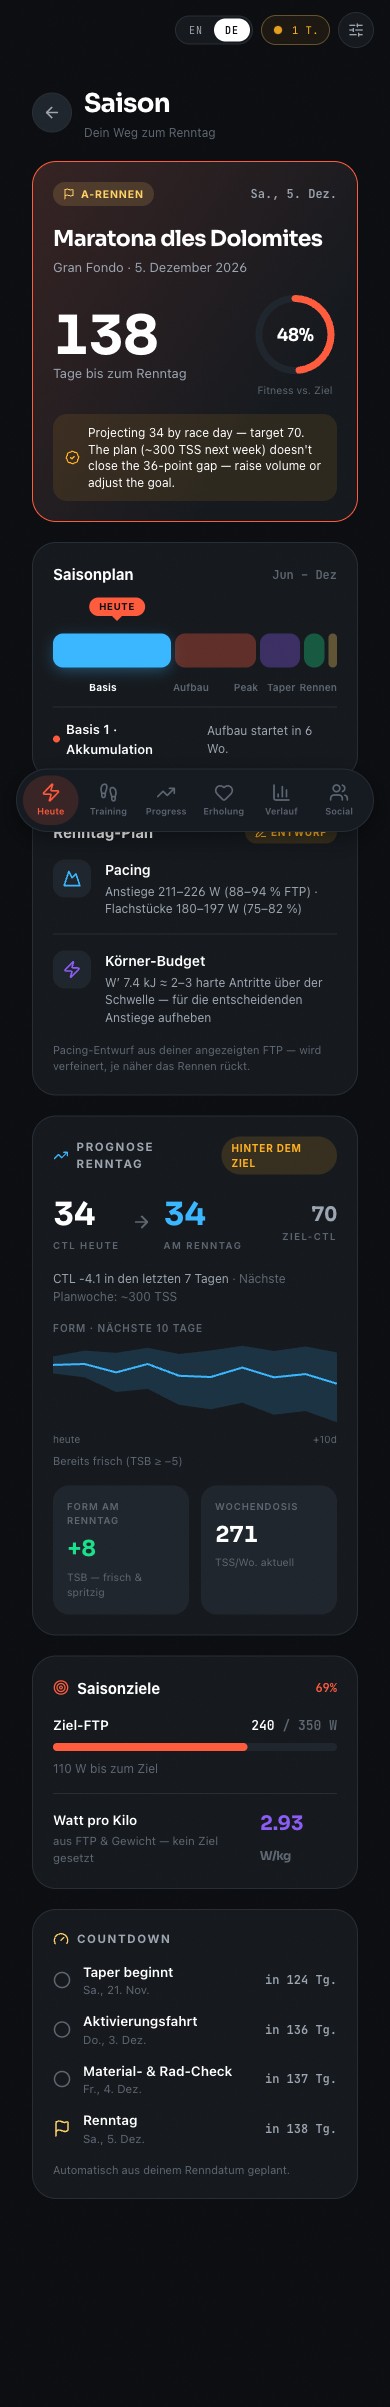 EN DE 1 T.
Saison
Dein Weg zum Renntag
A-RENNEN Sa., 5. Dez.
Maratona dles Dolomites
Gran Fondo · 5. Dezember 2026
138
Tage bis zum Renntag
48%
Fitness vs. Ziel
Projecting 34 by race day — target 70.
The plan (~300 TSS next week) doesn't
close the 36-point gap — raise volume or
adjust the goal.
Saisonplan Jun – Dez
HEUTE
Basis Aufbau Peak Taper Rennen
Basis 1 · Akkumulation
Aufbau startet in 6 Wo.
Heute Training Progress Erholung Verlauf Social
Renntag-Plan ENTWURF
Pacing
Anstiege 211–226 W (88–94 % FTP) ·
Flachstücke 180–197 W (75–82 %)
Körner-Budget
W' 7.4 kJ ≈ 2–3 harte Antritte über der
Schwelle — für die entscheidenden
Anstiege aufheben
Pacing-Entwurf aus deiner angezeigten FTP — wird
verfeinert, je näher das Rennen rückt.
PROGNOSE
RENNTAG
HINTER DEM
ZIEL
34 → 34 70
CTL HEUTE AM RENNTAG ZIEL-CTL
CTL -4.1 in den letzten 7 Tagen · Nächste
Planwoche: ~300 TSS
FORM · NÄCHSTE 10 TAGE
heute +10d
Bereits frisch (TSB ≥ −5)
FORM AM
RENNTAG
+8
TSB — frisch &
spritzig
WOCHENDOSIS
271
TSS/Wo. aktuell
Saisonziele 69%
Ziel-FTP 240 / 350 W
110 W bis zum Ziel
Watt pro Kilo
aus FTP & Gewicht — kein Ziel
gesetzt
2.93
W/kg
COUNTDOWN
Taper beginnt in 124 Tg.
Sa., 21. Nov.
Aktivierungsfahrt in 136 Tg.
Do., 3. Dez.
Material- & Rad-Check in 137 Tg.
Fr., 4. Dez.
Renntag in 138 Tg.
Sa., 5. Dez.
Automatisch aus deinem Renndatum geplant.